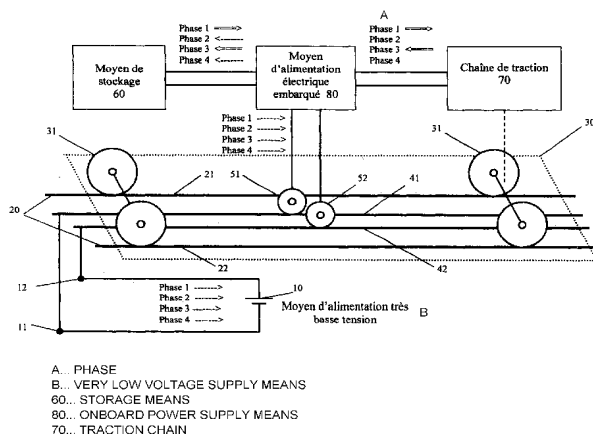 A
Phase 1
Phase 2
Phase 3
Phase 4
Phase 1
Phase 2
Phase 3
Phase 4
Moyen de
stockage
60
Moyen
d'alimentation
électrique
embarqué 80
Chaîne de traction
70
Phase 1
Phase 2
Phase 3
Phase 4
31
31
30
21
51
52
41
20
22
42
12
11
10
Phase 1
Phase 2
Phase 3
Phase 4
Moyen d'alimentation très
basse tension
B
A... PHASE
B... VERY LOW VOLTAGE SUPPLY MEANS
60... STORAGE MEANS
80... ONBOARD POWER SUPPLY MEANS
70... TRACTION CHAIN